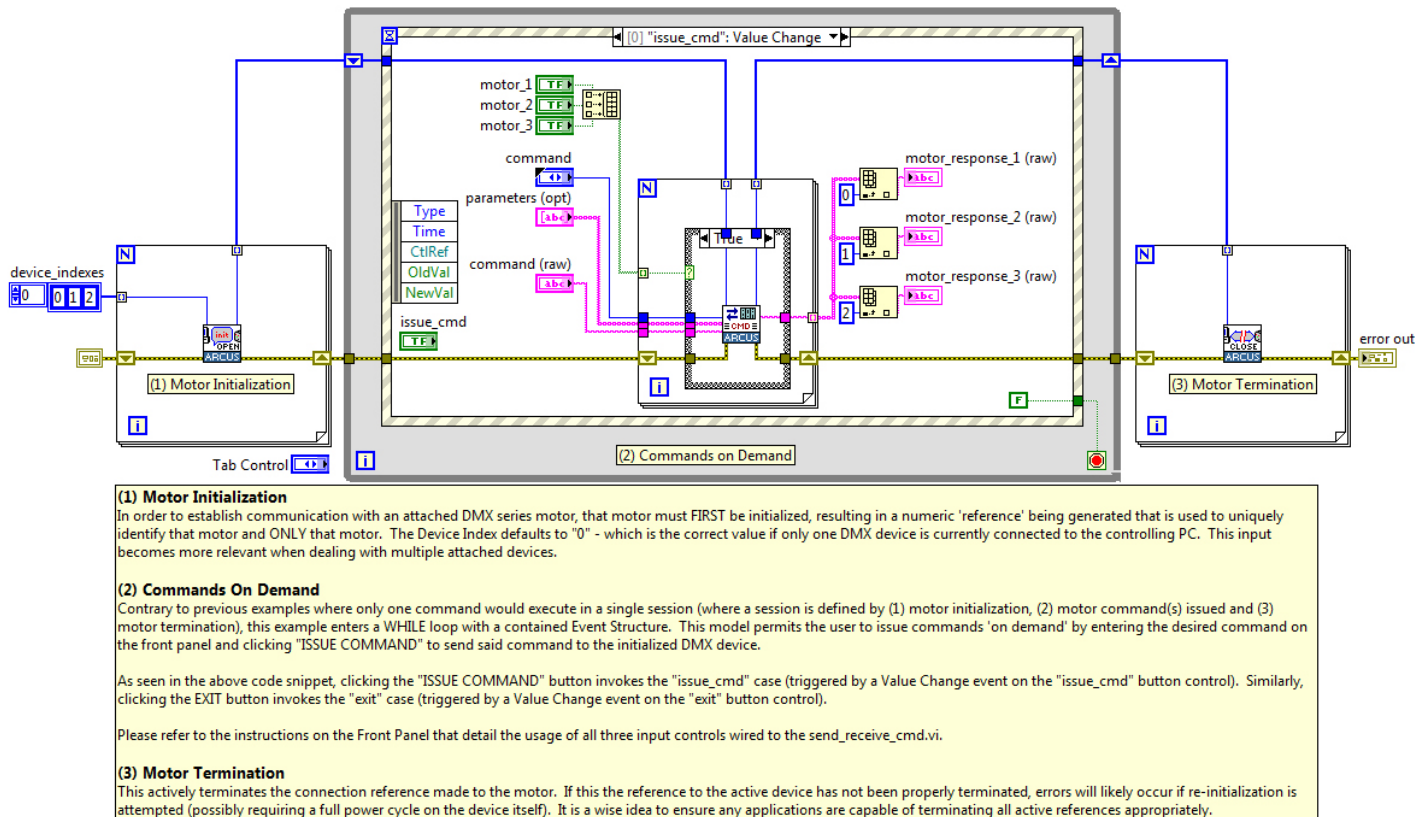 [0] "issue_cmd": Value Change
motor_1
TF
motor_2
TF
motor_3
TF
command
parameters (opt)
abc
command (raw)
abc
Type
Time
CtlRef
OldVal
NewVal
issue_cmd
TF
N
True
?
CMD
ARCUS
i
motor_response_1 (raw)
abc
0
motor_response_2 (raw)
abc
1
motor_response_3 (raw)
abc
2
F
device_indexes
0
0 1 2
N
init
OPEN
ARCUS
(1) Motor Initialization
i
Tab Control
i
(2) Commands on Demand
N
CLOSE
ARCUS
(3) Motor Termination
i
error out
(1) Motor Initialization
In order to establish communication with an attached DMX series motor, that motor must FIRST be initialized, resulting in a numeric 'reference' being generated that is used to uniquely
identify that motor and ONLY that motor.  The Device Index defaults to "0" - which is the correct value if only one DMX device is currently connected to the controlling PC.  This input
becomes more relevant when dealing with multiple attached devices.
(2) Commands On Demand
Contrary to previous examples where only one command would execute in a single session (where a session is defined by (1) motor initialization, (2) motor command(s) issued and (3)
motor termination), this example enters a WHILE loop with a contained Event Structure.  This model permits the user to issue commands 'on demand' by entering the desired command on
the front panel and clicking "ISSUE COMMAND" to send said command to the initialized DMX device.
As seen in the above code snippet, clicking the "ISSUE COMMAND" button invokes the "issue_cmd" case (triggered by a Value Change event on the "issue_cmd" button control).  Similarly,
clicking the EXIT button invokes the "exit" case (triggered by a Value Change event on the "exit" button control).
Please refer to the instructions on the Front Panel that detail the usage of all three input controls wired to the send_receive_cmd.vi.
(3) Motor Termination
This actively terminates the connection reference made to the motor.  If this the reference to the active device has not been properly terminated, errors will likely occur if re-initialization is
attempted (possibly requiring a full power cycle on the device itself).  It is a wise idea to ensure any applications are capable of terminating all active references appropriately.